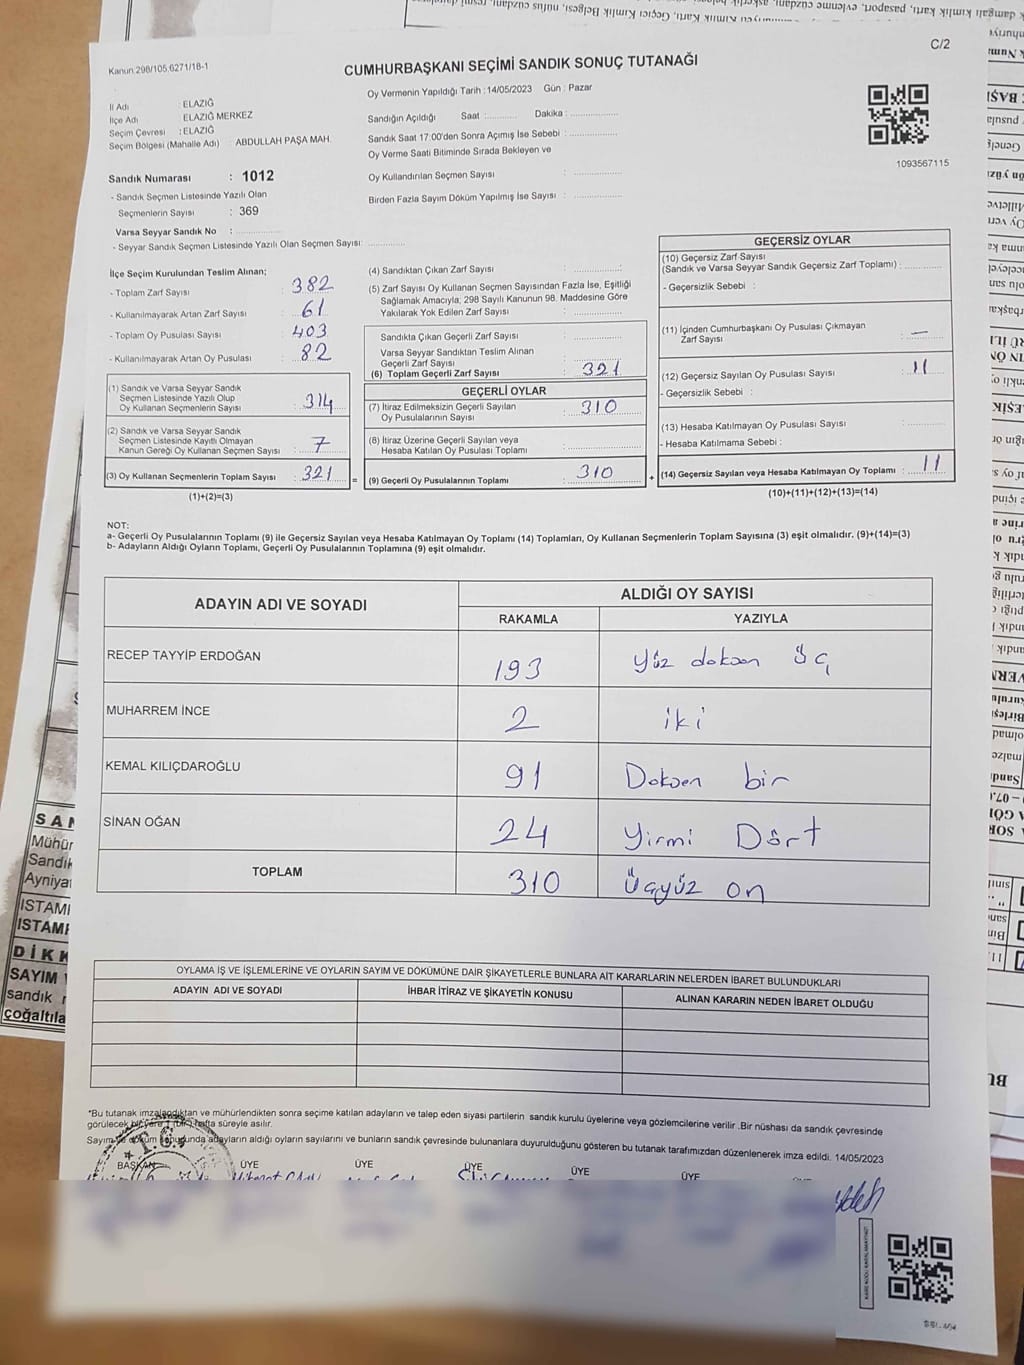 C/2
Kanun 298/105,6271/18-1
CUMHURBAŞKANI SEÇİMİ SANDIK SONUÇ TUTANAĞI
İl Adı : ELAZIĞ
İlçe Adı : ELAZIĞ MERKEZ
Seçim Çevresi : ELAZIĞ
Seçim Bölgesi (Mahalle Adı) : ABDULLAH PAŞA MAH.
Sandık Numarası : 1012
- Sandık Seçmen Listesinde Yazılı Olan
Seçmenlerin Sayısı : 369
Varsa Seyyar Sandık No :
- Seyyar Sandık Seçmen Listesinde Yazılı Olan Seçmen Sayısı:
Oy Vermenin Yapıldığı Tarih : 14/05/2023 Gün : Pazar
Sandığın Açıldığı Saat : Dakika :
Sandık Saat 17:00'den Sonra Açımış İse Sebebi :
Oy Verme Saati Bitiminde Sırada Bekleyen ve
Oy Kullandırılan Seçmen Sayısı :
Birden Fazla Sayım Döküm Yapılmış İse Sayısı :
1093567115
İlçe Seçim Kurulundan Teslim Alınan;
- Toplam Zarf Sayısı : 382
- Kullanılmayarak Artan Zarf Sayısı : 61
- Toplam Oy Pusulası Sayısı : 403
- Kullanılmayarak Artan Oy Pusulası : 82
(1) Sandık ve Varsa Seyyar Sandık
Seçmen Listesinde Yazılı Olup
Oy Kullanan Seçmenlerin Sayısı : 314
(2) Sandık ve Varsa Seyyar Sandık
Seçmen Listesinde Kayıtlı Olmayan
Kanun Gereği Oy Kullanan Seçmen Sayısı : 7
(3) Oy Kullanan Seçmenlerin Toplam Sayısı : 321
(1)+(2)=(3)
(4) Sandıktan Çıkan Zarf Sayısı :
(5) Zarf Sayısı Oy Kullanan Seçmen Sayısından Fazla İse, Eşitliği
Sağlamak Amacıyla; 298 Sayılı Kanunun 98. Maddesine Göre
Yakılarak Yok Edilen Zarf Sayısı :
Sandıkta Çıkan Geçerli Zarf Sayısı :
Varsa Seyyar Sandıktan Teslim Alınan
Geçerli Zarf Sayısı :
(6) Toplam Geçerli Zarf Sayısı : 321
GEÇERLİ OYLAR
(7) İtiraz Edilmeksizin Geçerli Sayılan
Oy Pusulalarının Sayısı : 310
(8) İtiraz Üzerine Geçerli Sayılan veya
Hesaba Katılan Oy Pusulası Toplamı :
= (9) Geçerli Oy Pusulalarının Toplamı : 310
GEÇERSİZ OYLAR
(10) Geçersiz Zarf Sayısı
(Sandık ve Varsa Seyyar Sandık Geçersiz Zarf Toplamı) :
- Geçersizlik Sebebi :
(11) İçinden Cumhurbaşkanı Oy Pusulası Çıkmayan
Zarf Sayısı : —
(12) Geçersiz Sayılan Oy Pusulası Sayısı : 11
- Geçersizlik Sebebi :
(13) Hesaba Katılmayan Oy Pusulası Sayısı :
- Hesaba Katılmama Sebebi :
+ (14) Geçersiz Sayılan veya Hesaba Katılmayan Oy Toplamı : 11
(10)+(11)+(12)+(13)=(14)
NOT:
a- Geçerli Oy Pusulalarının Toplamı (9) ile Geçersiz Sayılan veya Hesaba Katılmayan Oy Toplamı (14) Toplamları, Oy Kullanan Seçmenlerin Toplam Sayısına (3) eşit olmalıdır. (9)+(14)=(3)
b- Adayların Aldığı Oyların Toplamı, Geçerli Oy Pusulalarının Toplamına (9) eşit olmalıdır.
ADAYIN ADI VE SOYADI ALDIĞI OY SAYISI
RAKAMLA YAZIYLA
RECEP TAYYİP ERDOĞAN 193 Yüz doksan üç
MUHARREM İNCE 2 iki
KEMAL KILIÇDAROĞLU 91 Doksan bir
SİNAN OĞAN 24 Yirmi Dört
TOPLAM 310 Üçyüz on
OYLAMA İŞ VE İŞLEMLERİNE VE OYLARIN SAYIM VE DÖKÜMÜNE DAİR ŞİKAYETLERLE BUNLARA AİT KARARLARIN NELERDEN İBARET BULUNDUKLARI
ADAYIN ADI VE SOYADI İHBAR İTİRAZ VE ŞİKAYETİN KONUSU ALINAN KARARIN NEDEN İBARET OLDUĞU
*Bu tutanak imzalandıktan ve mühürlendikten sonra seçime katılan adayların ve talep eden siyasi partilerin sandık kurulu üyelerine veya gözlemcilerine verilir .Bir nüshası da sandık çevresinde
görülecek bir yere 1 (bir) hafta süreyle asılır.
Sayım ve döküm sonucunda adayların aldığı oyların sayılarını ve bunların sandık çevresinde bulunanlara duyurulduğunu gösteren bu tutanak tarafımızdan düzenlenerek imza edildi. 14/05/2023
T.C.
BAŞKAN ÜYE ÜYE ÜYE ÜYE ÜYE
SAYIM
sandık
çoğaltıla
Mühür
Sandık
Ayniyat
ISTAMP
ISTAMP
DİKK